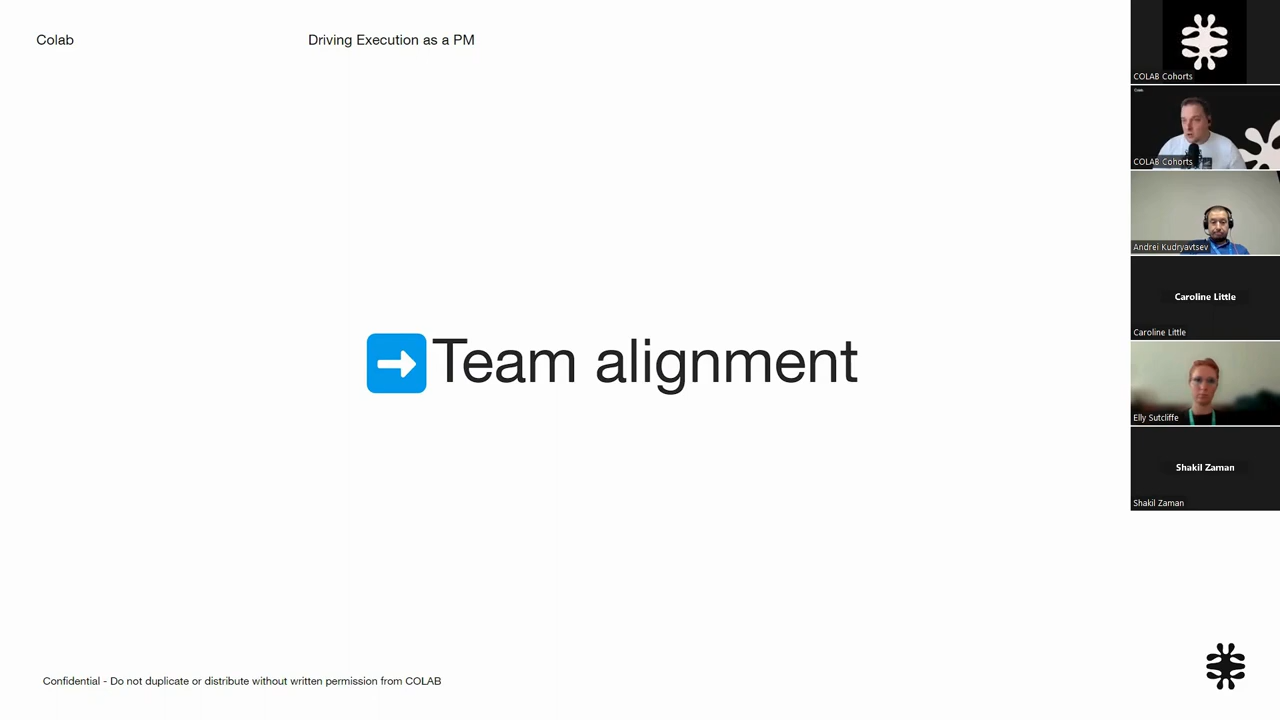 Colab
Driving Execution as a PM
Team alignment
Confidential - Do not duplicate or distribute without written permission from COLAB
COLAB Cohorts
COLAB Cohorts
Andrei Kudryavtsev
Caroline Little
Caroline Little
Elly Sutcliffe
Shakil Zaman
Shakil Zaman